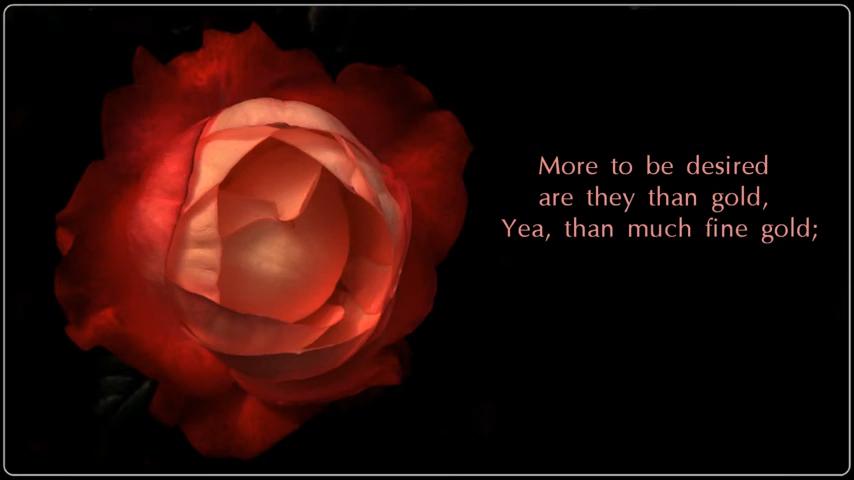 More to be desired
are they than gold,
Yea, than much fine gold;